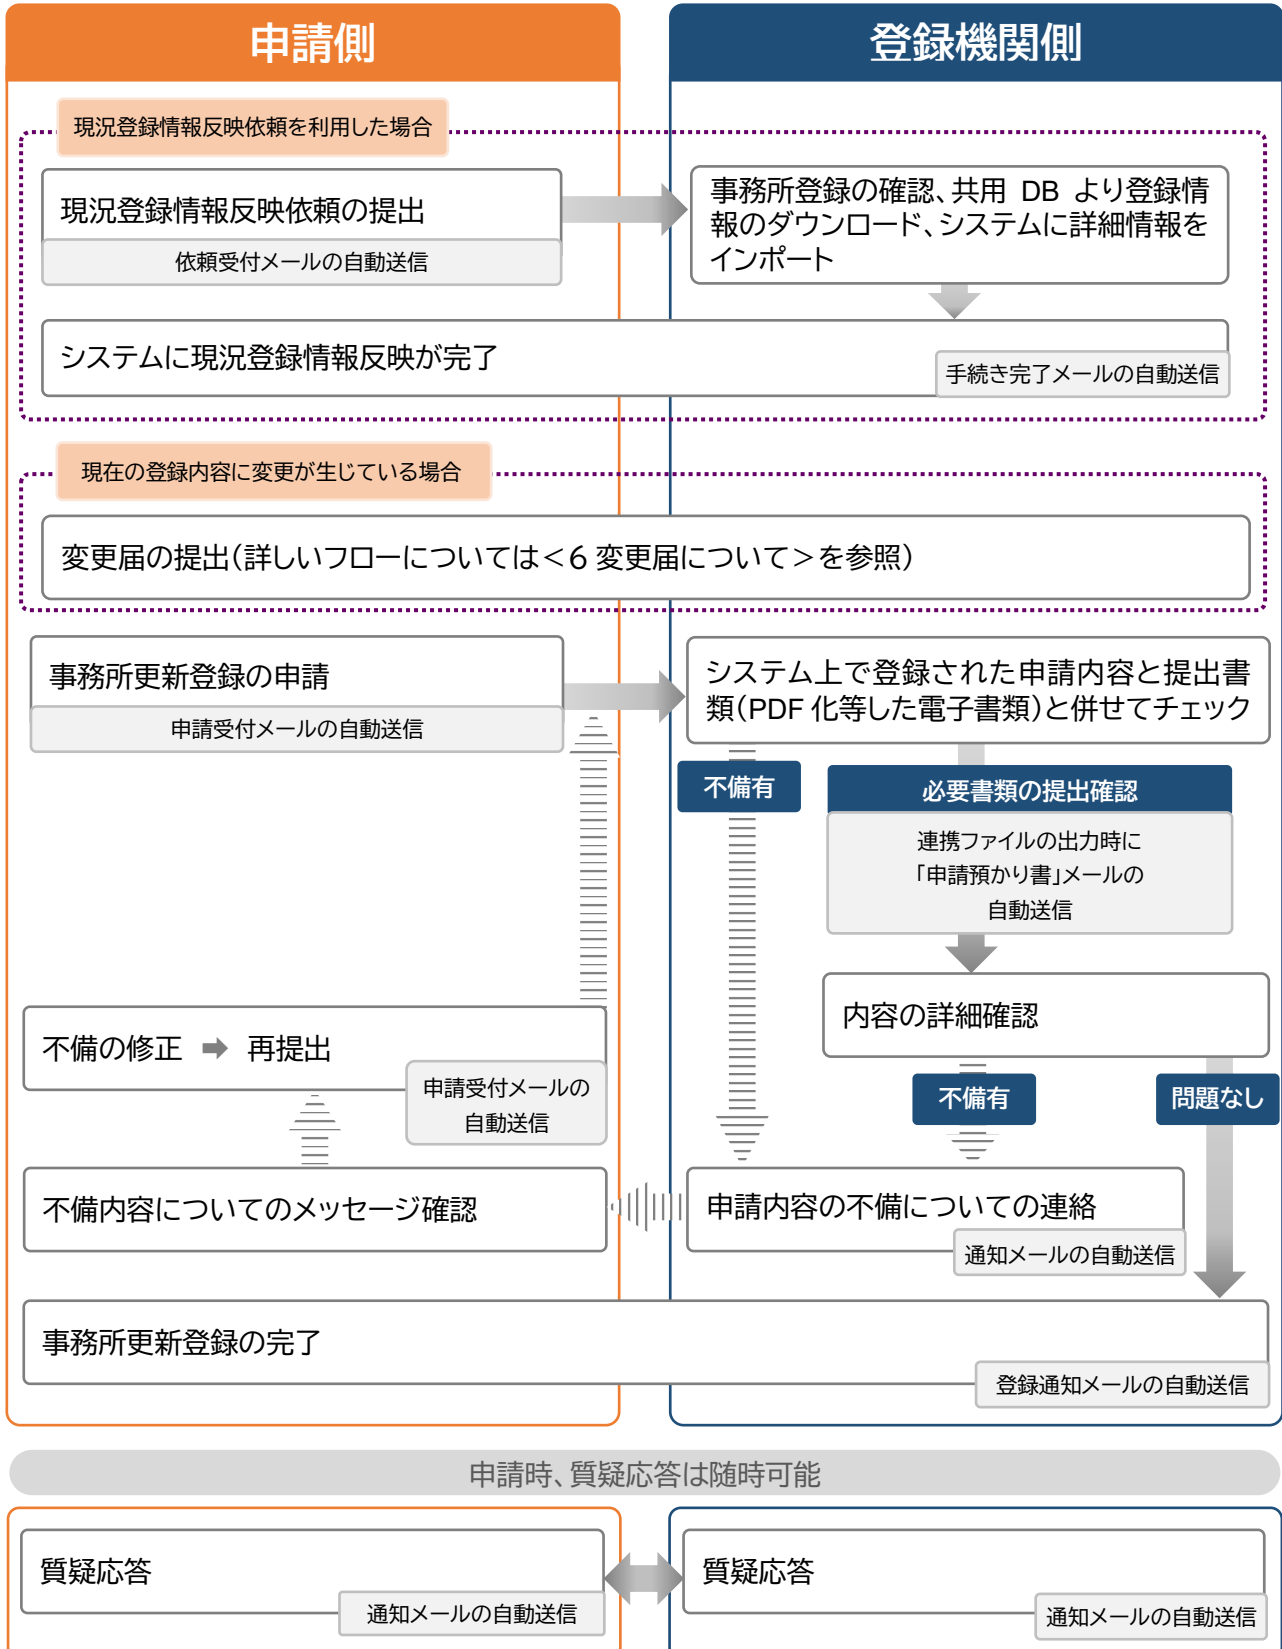 申請側
登録機関側
現況登録情報反映依頼を利用した場合
現況登録情報反映依頼の提出
依頼受付メールの自動送信
事務所登録の確認、共用 DB より登録情
報のダウンロード、システムに詳細情報を
インポート
システムに現況登録情報反映が完了
手続き完了メールの自動送信
現在の登録内容に変更が生じている場合
変更届の提出（詳しいフローについては＜6 変更届について＞を参照）
事務所更新登録の申請
申請受付メールの自動送信
システム上で登録された申請内容と提出書
類（PDF 化等した電子書類）と併せてチェック
不備有
必要書類の提出確認
連携ファイルの出力時に
「申請預かり書」メールの
自動送信
内容の詳細確認
不備の修正 ➡ 再提出
申請受付メールの
自動送信
不備有
問題なし
不備内容についてのメッセージ確認
申請内容の不備についての連絡
通知メールの自動送信
事務所更新登録の完了
登録通知メールの自動送信
申請時、質疑応答は随時可能
質疑応答
通知メールの自動送信
質疑応答
通知メールの自動送信